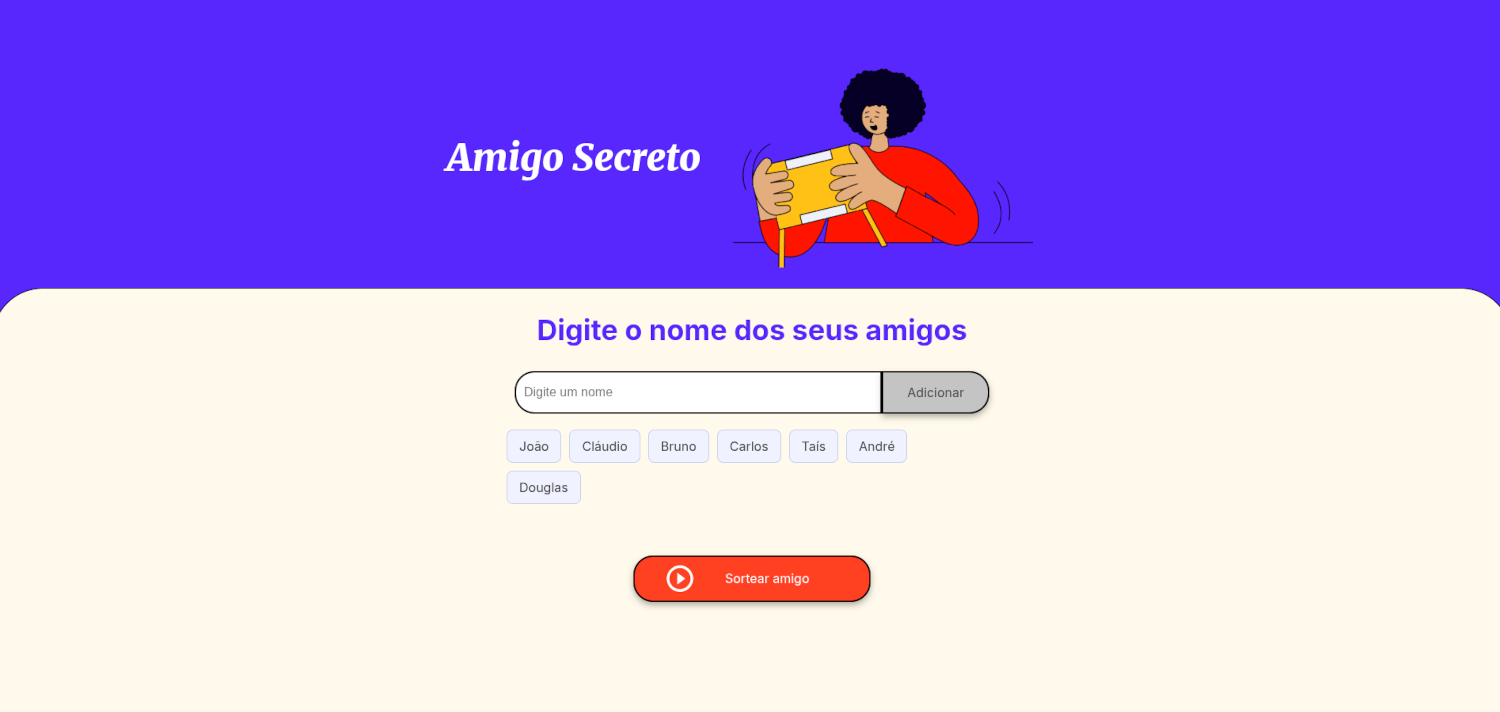 Amigo Secreto
Digite o nome dos seus amigos
Digite um nome Adicionar
João Cláudio Bruno Carlos Taís André
Douglas
Sortear amigo